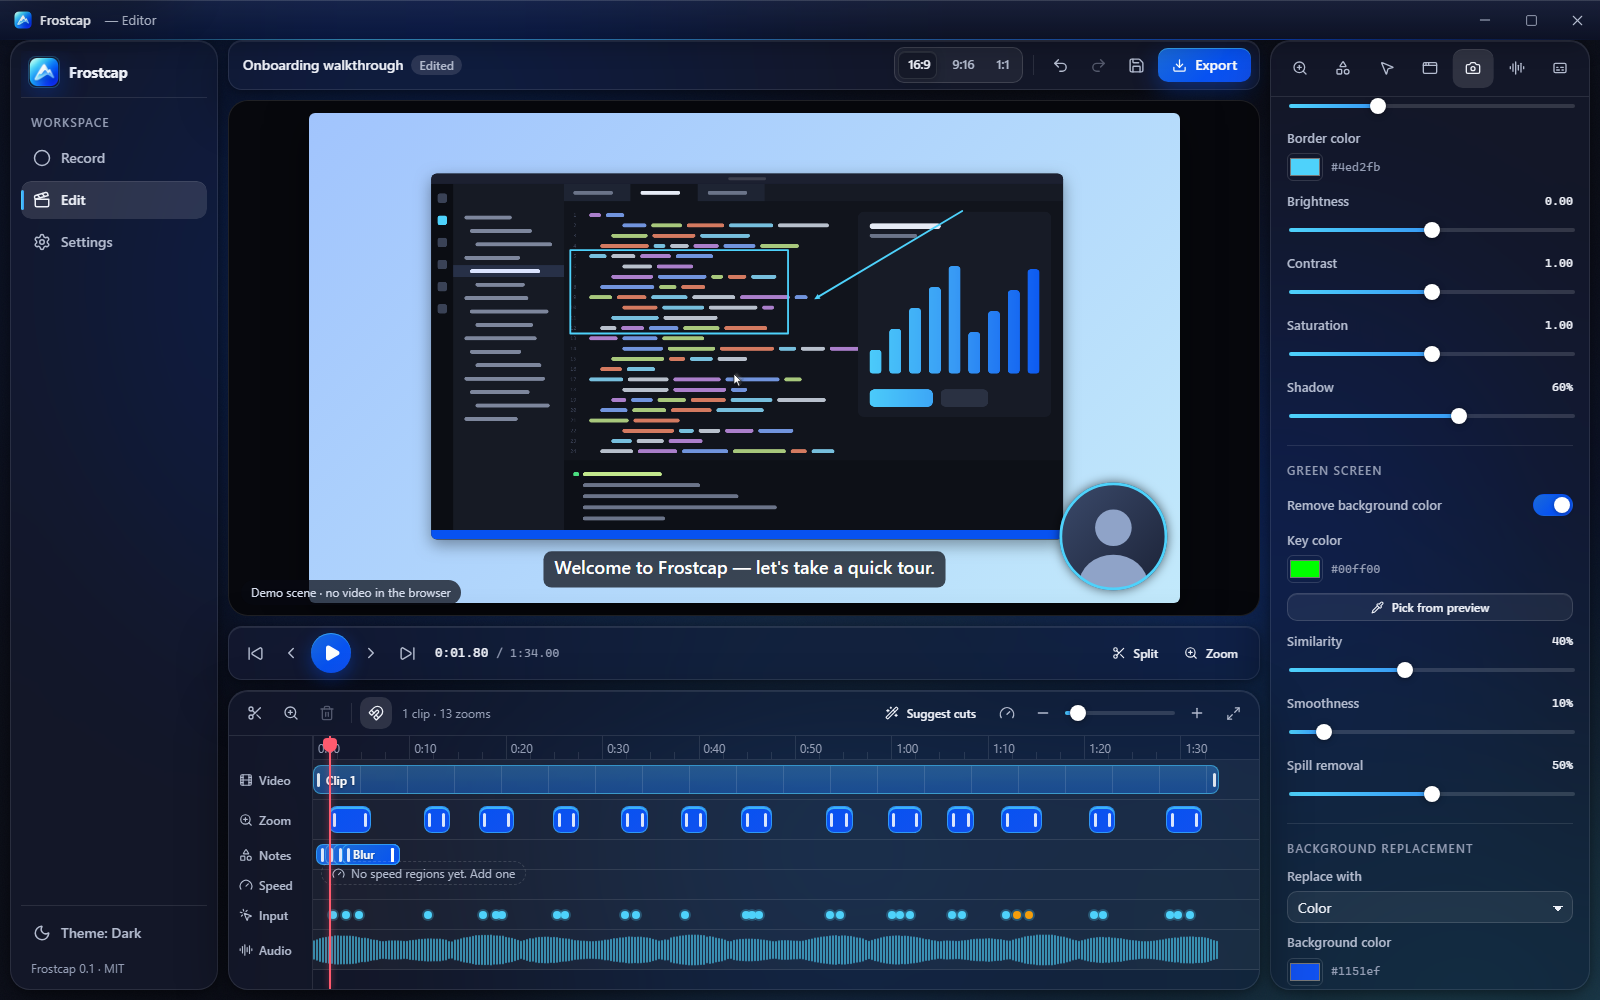 Frostcap — Editor
Frostcap
WORKSPACE
Record
Edit
Settings
Theme: Dark
Frostcap 0.1 · MIT
Onboarding walkthrough Edited
16:9 9:16 1:1
Export
Welcome to Frostcap — let's take a quick tour.
Demo scene · no video in the browser
0:01.80 / 1:34.00
Split Zoom
1 clip · 13 zooms
Suggest cuts
0:10 0:20 0:30 0:40 0:50 1:00 1:10 1:20 1:30
Video
Clip 1
Zoom
Notes
Blur
Speed
No speed regions yet. Add one
Input
Audio
Border color
#4ed2fb
Brightness 0.00
Contrast 1.00
Saturation 1.00
Shadow 60%
GREEN SCREEN
Remove background color
Key color
#00ff00
Pick from preview
Similarity 40%
Smoothness 10%
Spill removal 50%
BACKGROUND REPLACEMENT
Replace with
Color
Background color
#1151ef